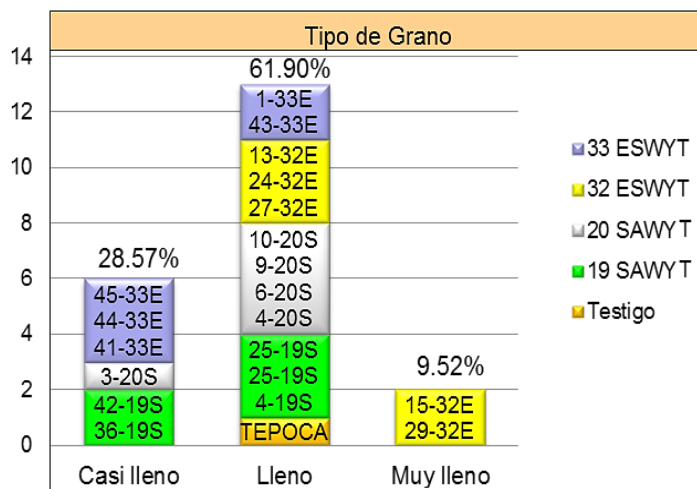 Tipo de Grano
14
12
10
8
6
4
2
0
28.57%
45-33E
44-33E
41-33E
3-20S
42-19S
36-19S
Casi lleno
61.90%
1-33E
43-33E
13-32E
24-32E
27-32E
10-20S
9-20S
6-20S
4-20S
25-19S
25-19S
4-19S
TEPOCA
Lleno
9.52%
15-32E
29-32E
Muy lleno
33 ESWYT
32 ESWYT
20 SAWYT
19 SAWYT
Testigo